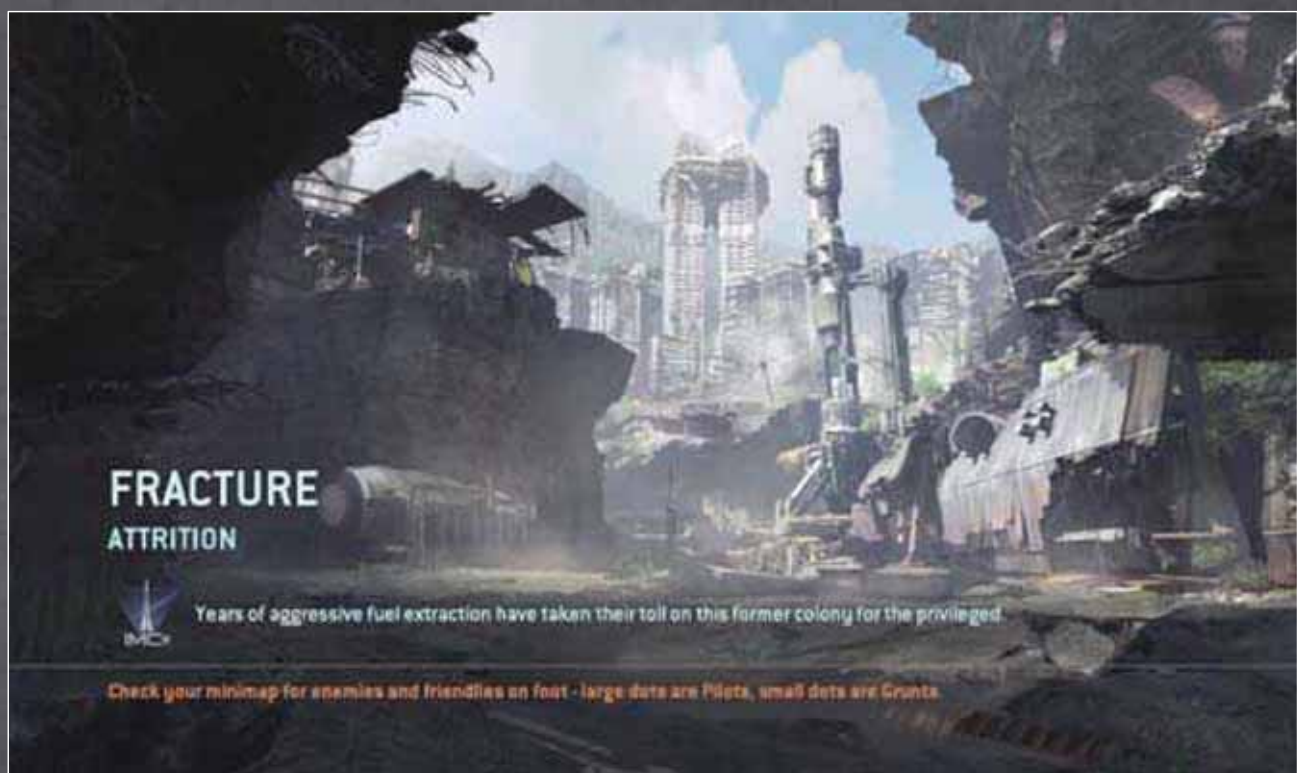 FRACTURE
ATTRITION
IMC
Years of aggressive fuel extraction have taken their toll on this former colony for the privileged.
Check your minimap for enemies and friendlies on foot - large dots are Pilots, small dots are Grunts.